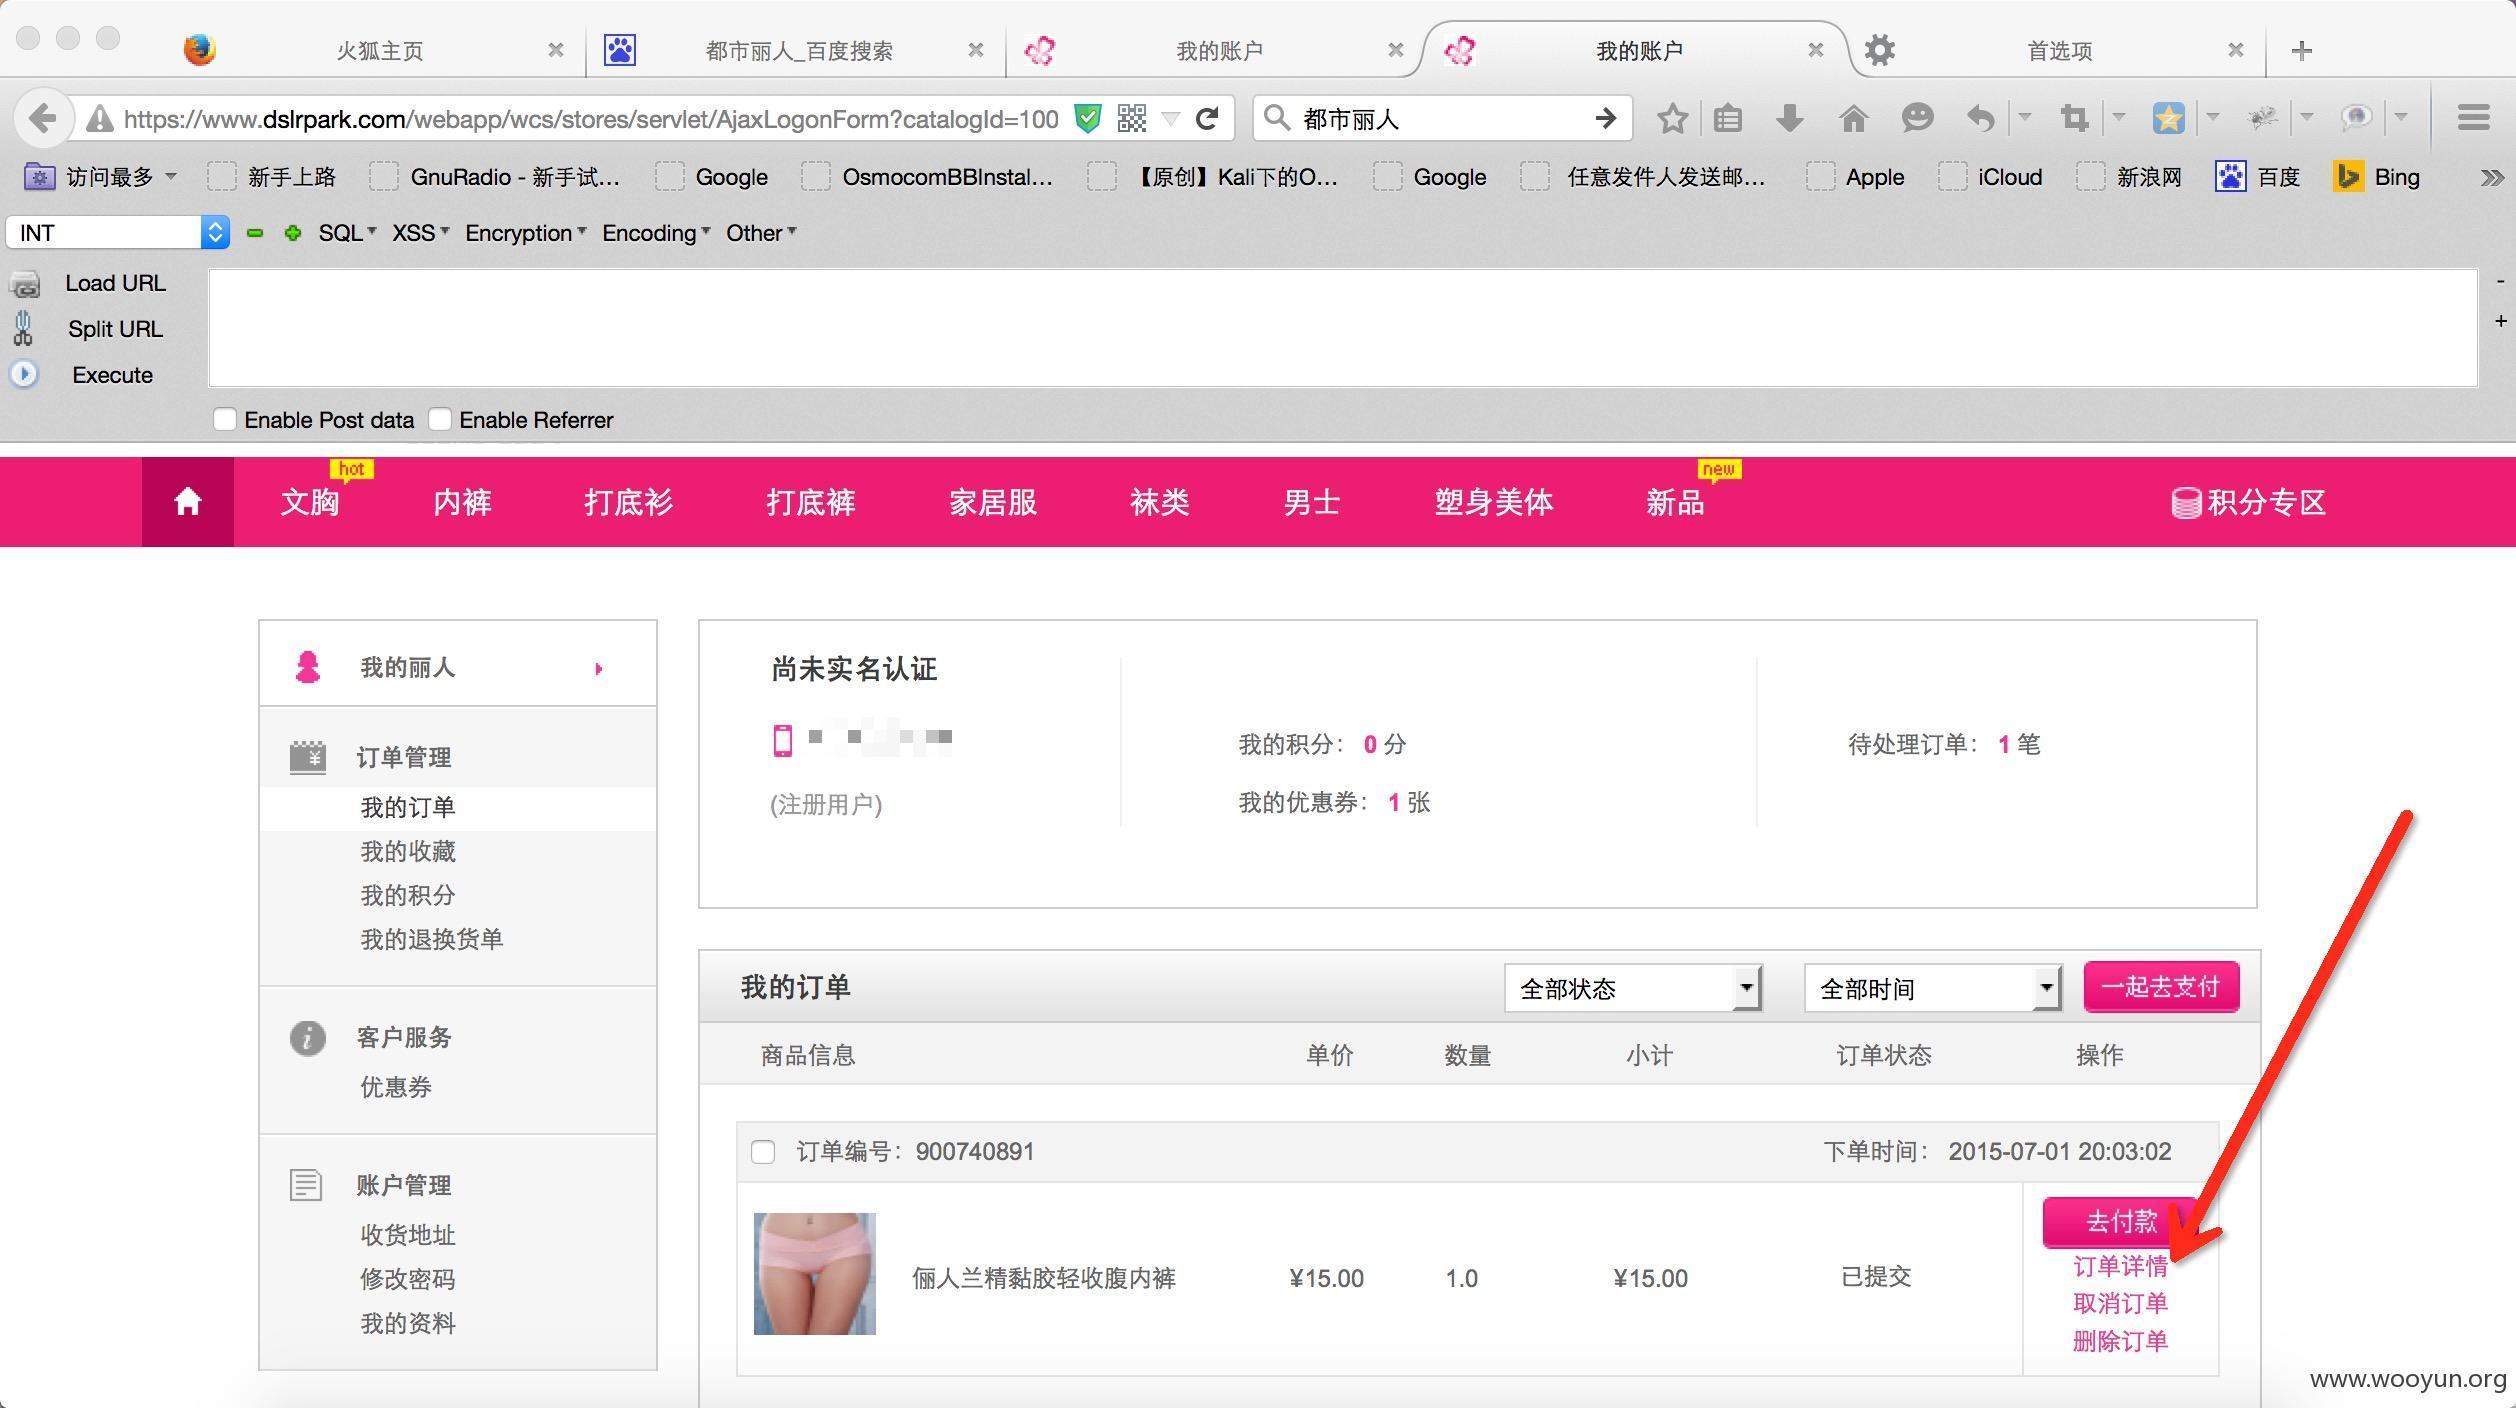 火狐主页
都市丽人_百度搜索
我的账户
我的账户
首选项
https://www.dslrpark.com/webapp/wcs/stores/servlet/AjaxLogonForm?catalogId=100
都市丽人
访问最多
新手上路
GnuRadio - 新手试...
Google
OsmocomBBInstal...
【原创】Kali下的O...
Google
任意发件人发送邮...
Apple
iCloud
新浪网
百度
Bing
INT
SQL
XSS
Encryption
Encoding
Other
Load URL
Split URL
Execute
Enable Post data
Enable Referrer
hot
new
文胸
内裤
打底衫
打底裤
家居服
袜类
男士
塑身美体
新品
积分专区
我的丽人
订单管理
我的订单
我的收藏
我的积分
我的退换货单
客户服务
优惠券
账户管理
收货地址
修改密码
我的资料
尚未实名认证
(注册用户)
我的积分： 0 分
我的优惠券： 1 张
待处理订单： 1 笔
我的订单
全部状态
全部时间
一起去支付
商品信息
单价
数量
小计
订单状态
操作
订单编号：900740891
下单时间： 2015-07-01 20:03:02
俪人兰精黏胶轻收腹内裤
¥15.00
1.0
¥15.00
已提交
去付款
订单详情
取消订单
删除订单
www.wooyun.org